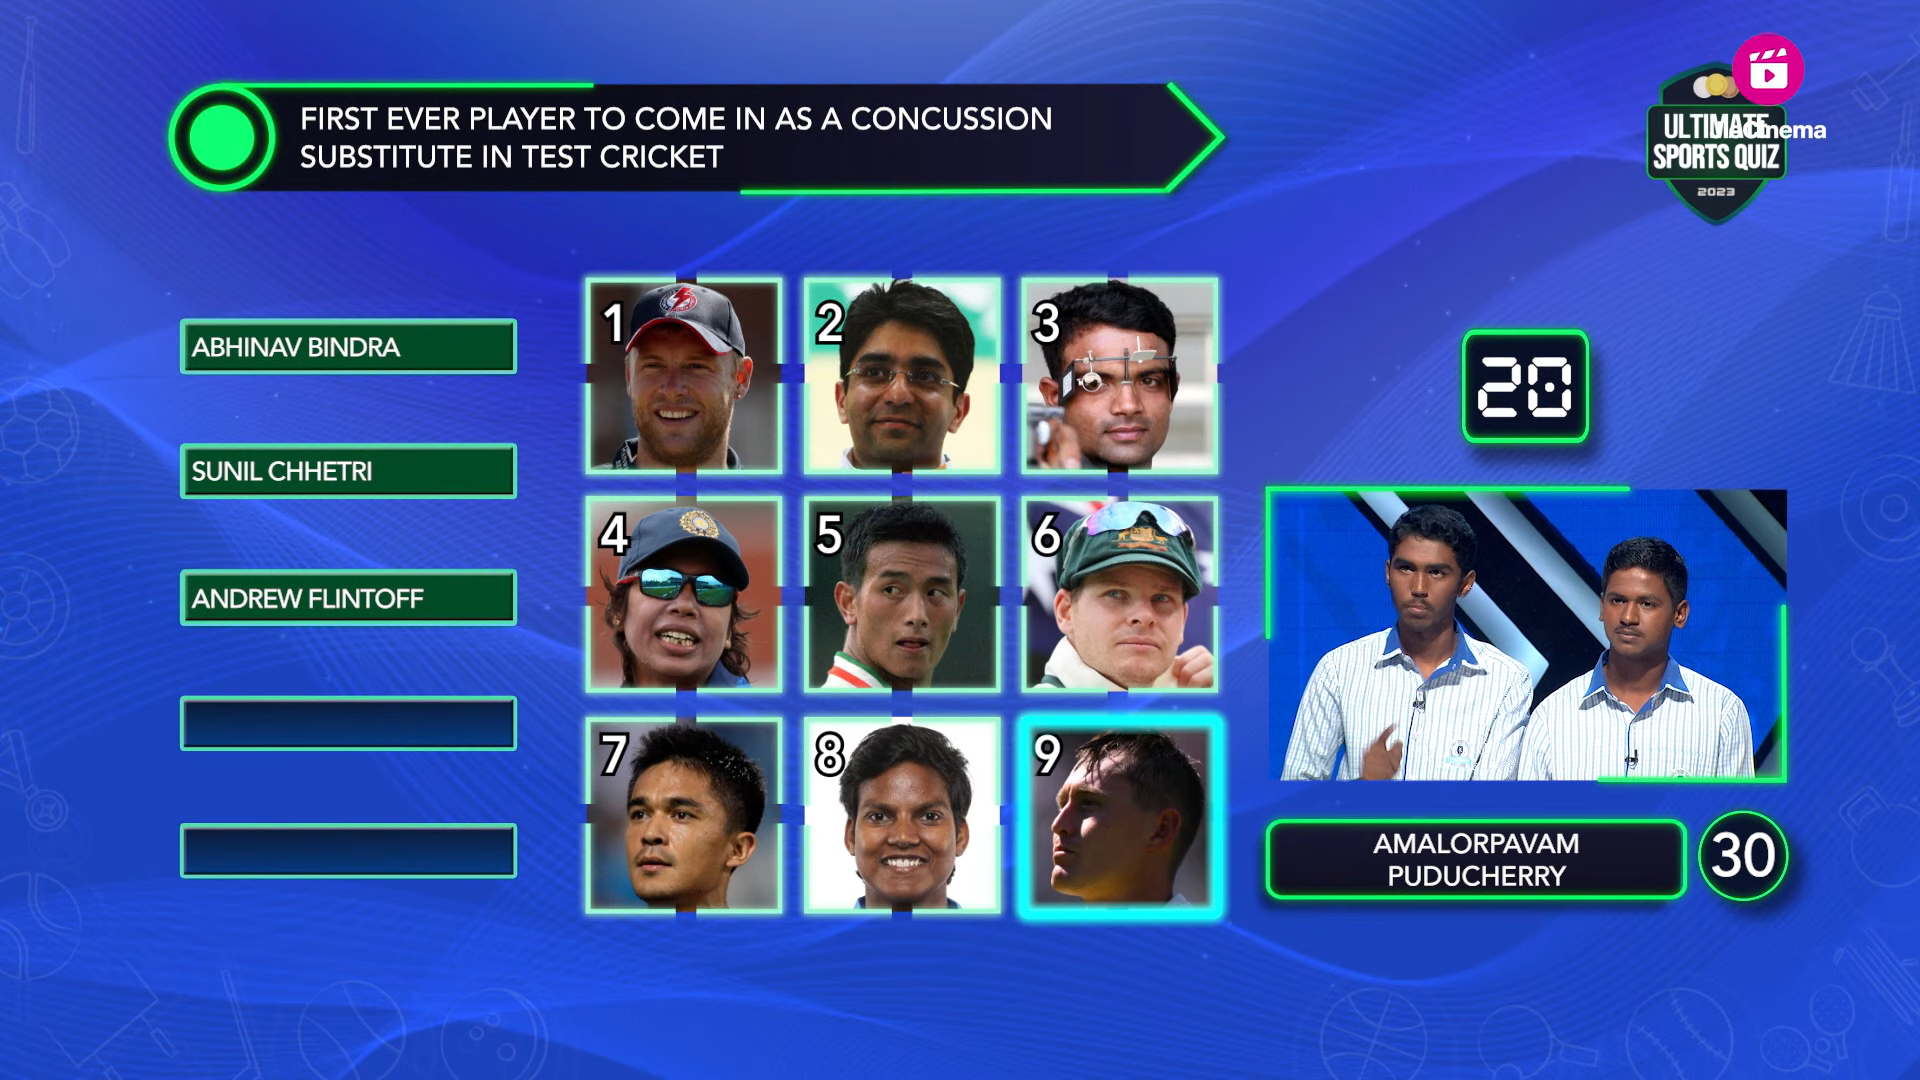 FIRST EVER PLAYER TO COME IN AS A CONCUSSION
SUBSTITUTE IN TEST CRICKET
ULTIMATE
SPORTS QUIZ
2023
JioCinema
ABHINAV BINDRA
SUNIL CHHETRI
ANDREW FLINTOFF
1
2
3
4
5
6
7
8
9
20
AMALORPAVAM
PUDUCHERRY
30